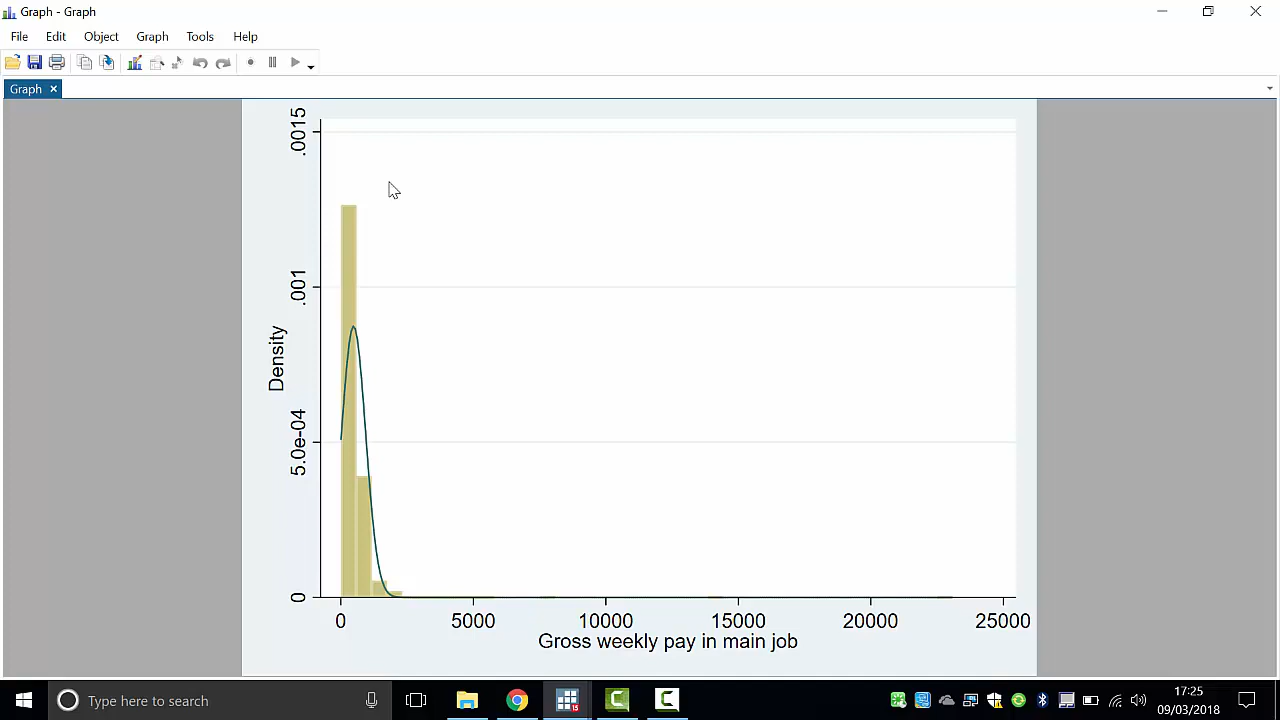 Graph - Graph
File Edit Object Graph Tools Help
Graph
.0015
.001
5.0e-04
0
Density
0 5000 10000 15000 20000 25000
Gross weekly pay in main job
Type here to search
15
17:25
09/03/2018